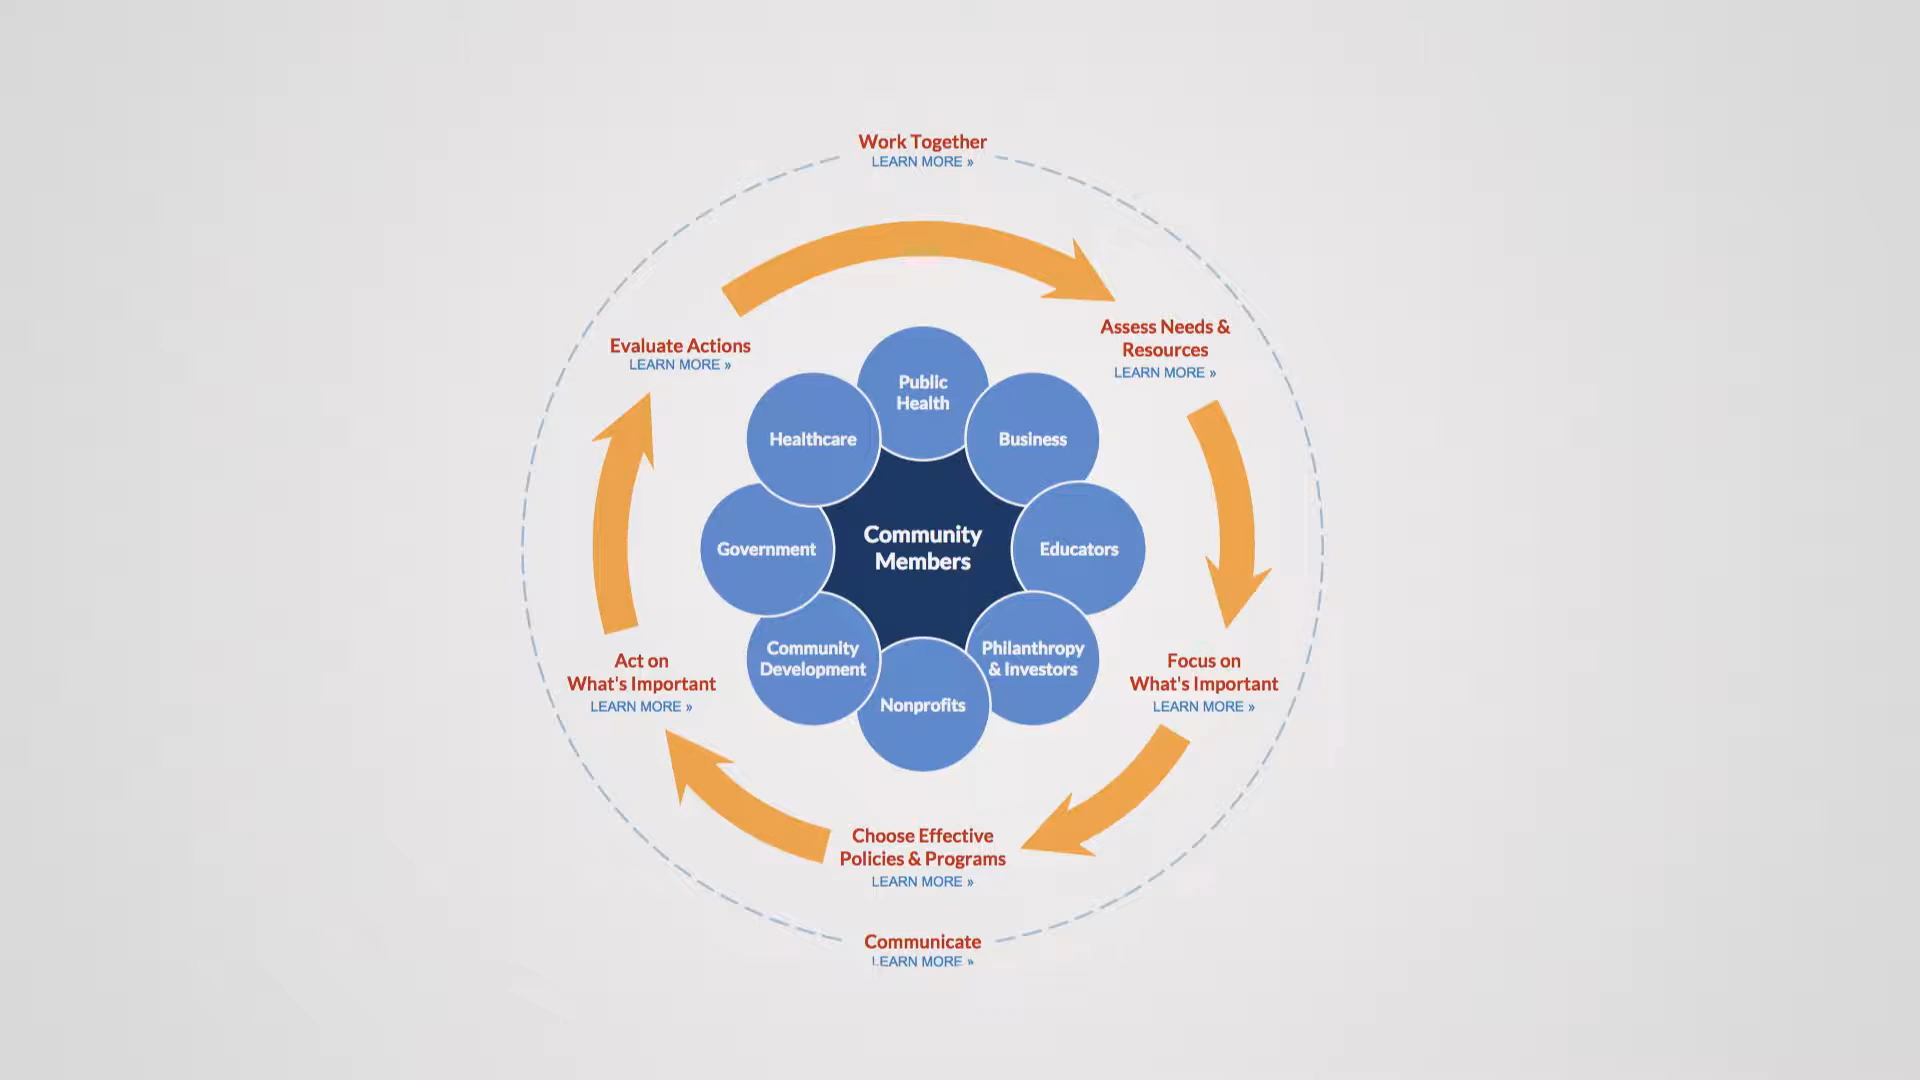 Work Together
LEARN MORE »
Evaluate Actions
LEARN MORE »
Assess Needs &
Resources
LEARN MORE »
Public
Health
Healthcare
Business
Government
Community
Members
Educators
Community
Development
Philanthropy
& Investors
Nonprofits
Act on
What's Important
LEARN MORE »
Focus on
What's Important
LEARN MORE »
Choose Effective
Policies & Programs
LEARN MORE »
Communicate
LEARN MORE »